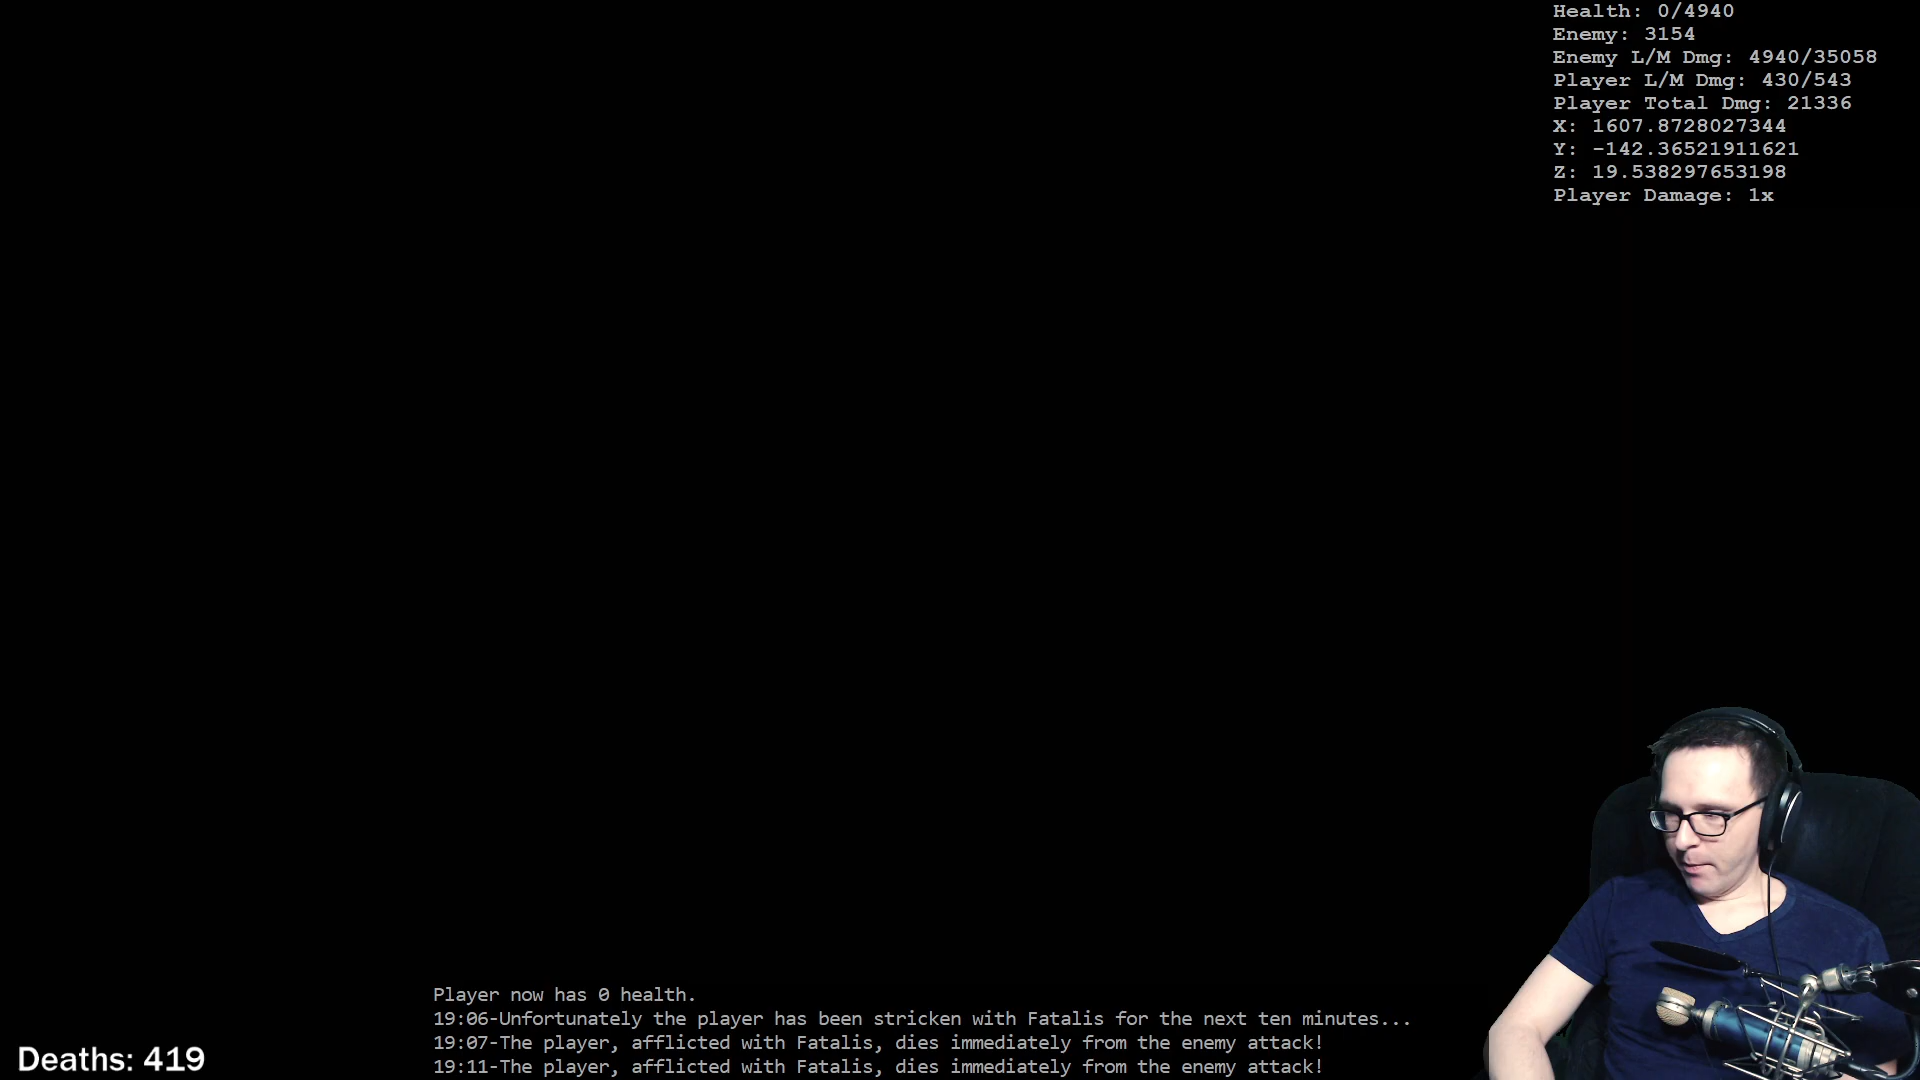 Health: 0/4940
Enemy: 3154
Enemy L/M Dmg: 4940/35058
Player L/M Dmg: 430/543
Player Total Dmg: 21336
X: 1607.8728027344
Y: -142.36521911621
Z: 19.538297653198
Player Damage: 1x
Player now has 0 health.
19:06-Unfortunately the player has been stricken with Fatalis for the next ten minutes...
19:07-The player, afflicted with Fatalis, dies immediately from the enemy attack!
19:11-The player, afflicted with Fatalis, dies immediately from the enemy attack!
Deaths: 419